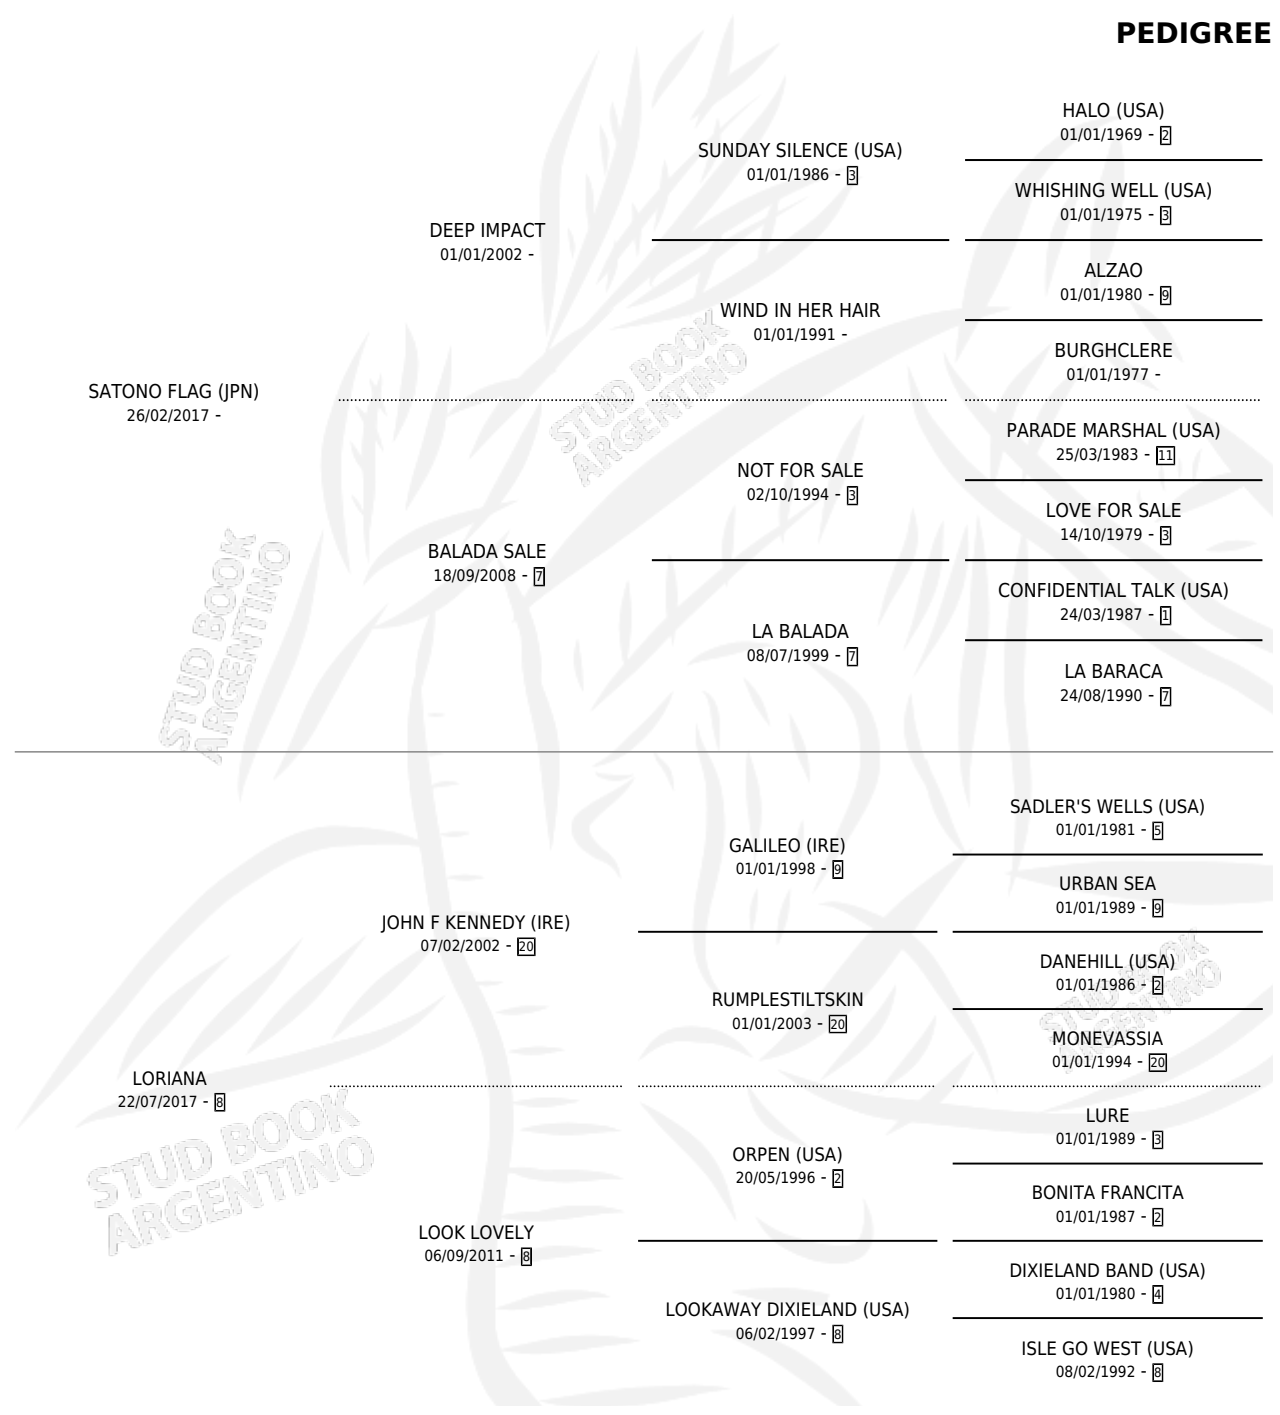 PEDIGREE
HALO (USA)
01/01/1969 - 2
SUNDAY SILENCE (USA)
01/01/1986 - 3
WHISHING WELL (USA)
01/01/1975 - 3
DEEP IMPACT
01/01/2002 -
ALZAO
01/01/1980 - 9
WIND IN HER HAIR
01/01/1991 -
BURGHCLERE
01/01/1977 -
SATONO FLAG (JPN)
26/02/2017 -
STUD BOOK
ARGENTINO
PARADE MARSHAL (USA)
25/03/1983 - 11
NOT FOR SALE
02/10/1994 - 3
LOVE FOR SALE
14/10/1979 - 3
BALADA SALE
18/09/2008 - 7
CONFIDENTIAL TALK (USA)
24/03/1987 - 1
LA BALADA
08/07/1999 - 7
LA BARACA
24/08/1990 - 7
STUD BOOK
ARGENTINO
SADLER'S WELLS (USA)
01/01/1981 - 5
GALILEO (IRE)
01/01/1998 - 9
URBAN SEA
01/01/1989 - 9
JOHN F KENNEDY (IRE)
07/02/2002 - 20
DANEHILL (USA)
01/01/1986 - 2
STUD BOOK
ARGENTINO
RUMPLESTILTSKIN
01/01/2003 - 20
MONEVASSIA
01/01/1994 - 20
LORIANA
22/07/2017 - 8
STUD BOOK
ARGENTINO
LURE
01/01/1989 - 3
ORPEN (USA)
20/05/1996 - 2
BONITA FRANCITA
01/01/1987 - 2
LOOK LOVELY
06/09/2011 - 8
DIXIELAND BAND (USA)
01/01/1980 - 4
LOOKAWAY DIXIELAND (USA)
06/02/1997 - 8
ISLE GO WEST (USA)
08/02/1992 - 8